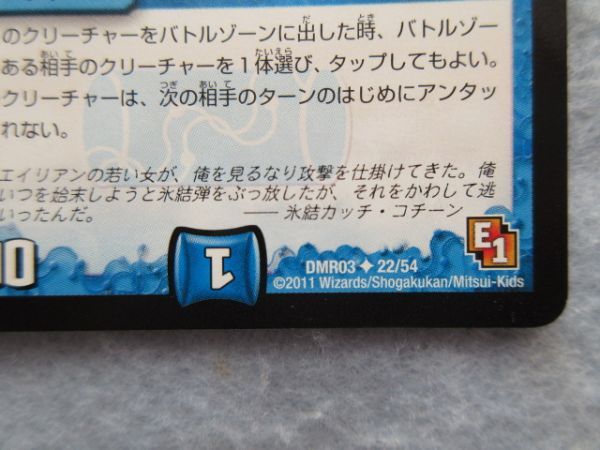 のクリーチャーをバトルゾーンに出した時、バトルゾー
ある相手のクリーチャーを1体選び、タップしてもよい。
クリーチャーは、次の相手のターンのはじめにアンタッ
れない。
エイリアンの若い女が、俺を見るなり攻撃を仕掛けてきた。俺
いつを始末しようと氷結弾をぶっ放したが、それをかわして逃
いったんだ。
―― 氷結カッチ・コチーン
00
1
DMR03 ✦ 22/54
©2011 Wizards/Shogakukan/Mitsui-Kids
E1